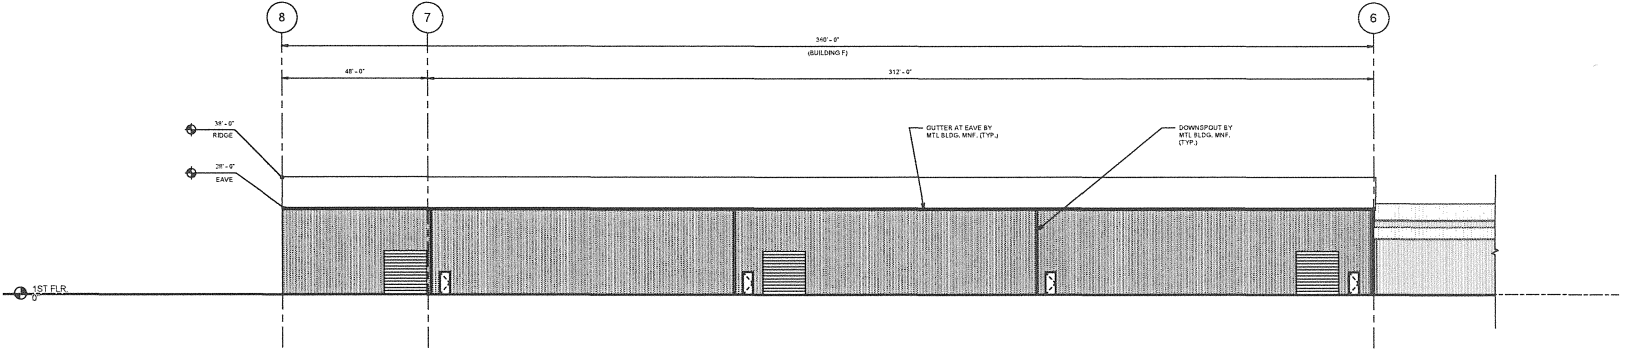 8
7
6
340' - 0"
(BUILDING F)
48' - 0"
312' - 0"
38' - 0"
RIDGE
GUTTER AT EAVE BY
MTL BLDG. MNF. (TYP.)
DOWNSPOUT BY
MTL BLDG. MNF.
(TYP.)
28' - 0"
EAVE
1ST FLR.
0"